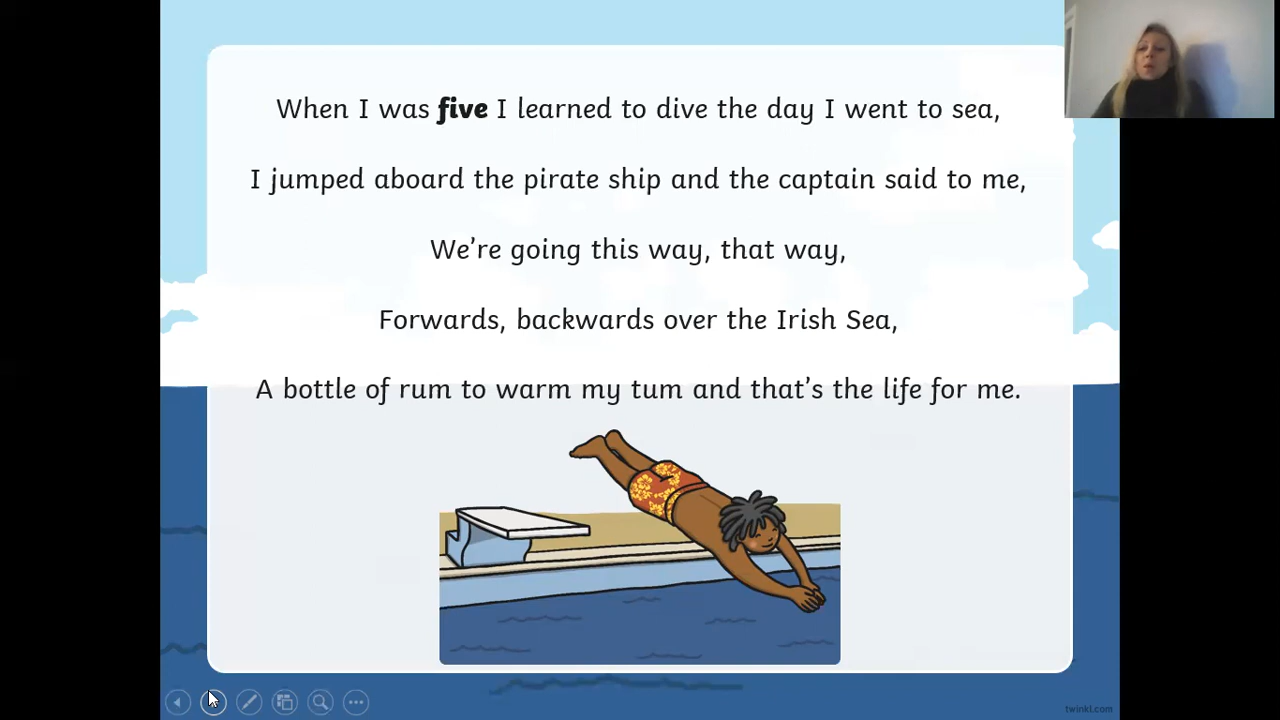 When I was five I learned to dive the day I went to sea,
I jumped aboard the pirate ship and the captain said to me,
We're going this way, that way,
Forwards, backwards over the Irish Sea,
A bottle of rum to warm my tum and that's the life for me.
twinkl.com